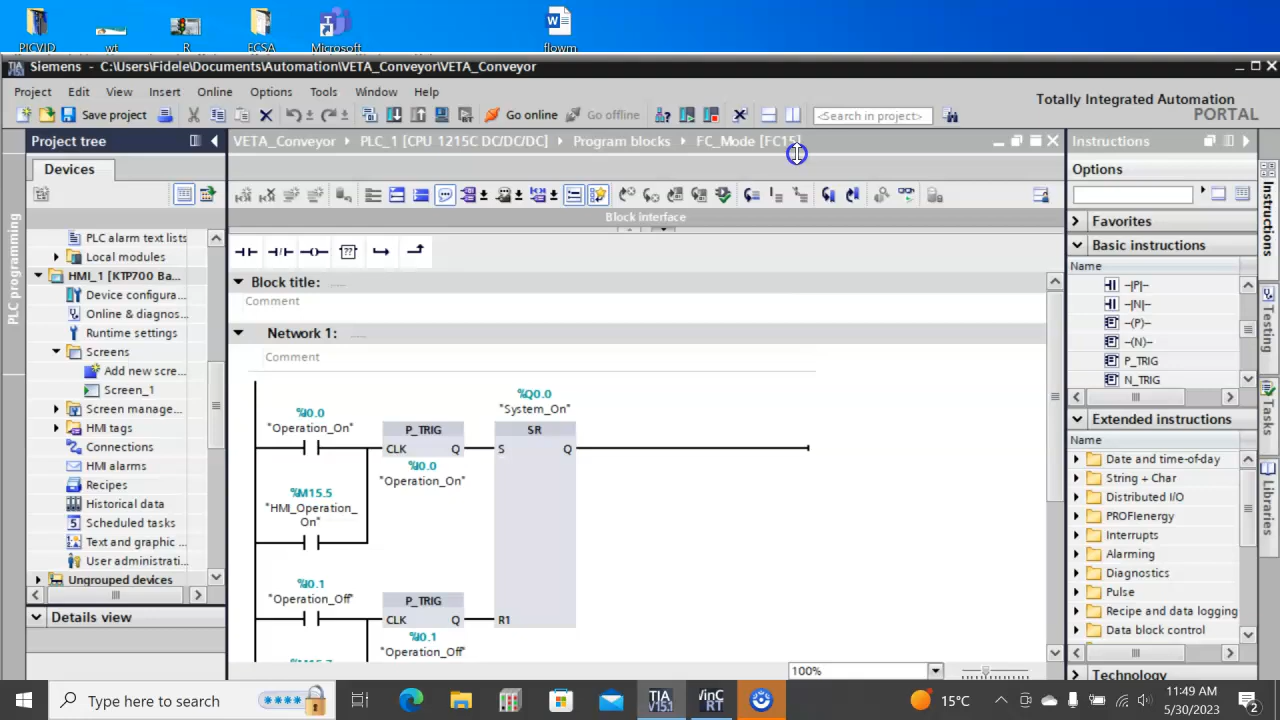 PICVID
wt
R
ECSA
Microsoft
flowm
Siemens - C:\Users\Fidele\Documents\Automation\VETA_Conveyor\VETA_Conveyor
Project Edit View Insert Online Options Tools Window Help
Totally Integrated Automation
PORTAL
Save project
Go online
Go offline
<Search in project>
Project tree
VETA_Conveyor PLC_1 [CPU 1215C DC/DC/DC] Program blocks FC_Mode [FC15]
Instructions
Devices
Options
Block interface
PLC programming
PLC alarm text lists
Local modules
HMI_1 [KTP700 Ba...
Device configura...
Online & diagnos...
Runtime settings
Screens
Add new scre...
Screen_1
Screen manage...
HMI tags
Connections
HMI alarms
Recipes
Historical data
Scheduled tasks
Text and graphic ...
User administrati...
Ungrouped devices
Details view
??
Block title: .....
Comment
Network 1: .....
Comment
%I0.0
"Operation_On"
P_TRIG
CLK Q
%I0.0
"Operation_On"
%Q0.0
"System_On"
SR
S Q
%M15.5
"HMI_Operation_
On"
%I0.1
"Operation_Off"
P_TRIG
CLK Q
R1
%I0.1
"Operation_Off"
100%
Favorites
Basic instructions
Name
-|P|-
-|N|-
-(P)-
-(N)-
P_TRIG
N_TRIG
Extended instructions
Name
Date and time-of-day
String + Char
Distributed I/O
PROFIenergy
Interrupts
Alarming
Diagnostics
Pulse
Recipe and data logging
Data block control
Technology
Instructions
Testing
Tasks
Libraries
Type here to search
TIA
V15.1
WinC
RT
15°C
11:49 AM
5/30/2023
2